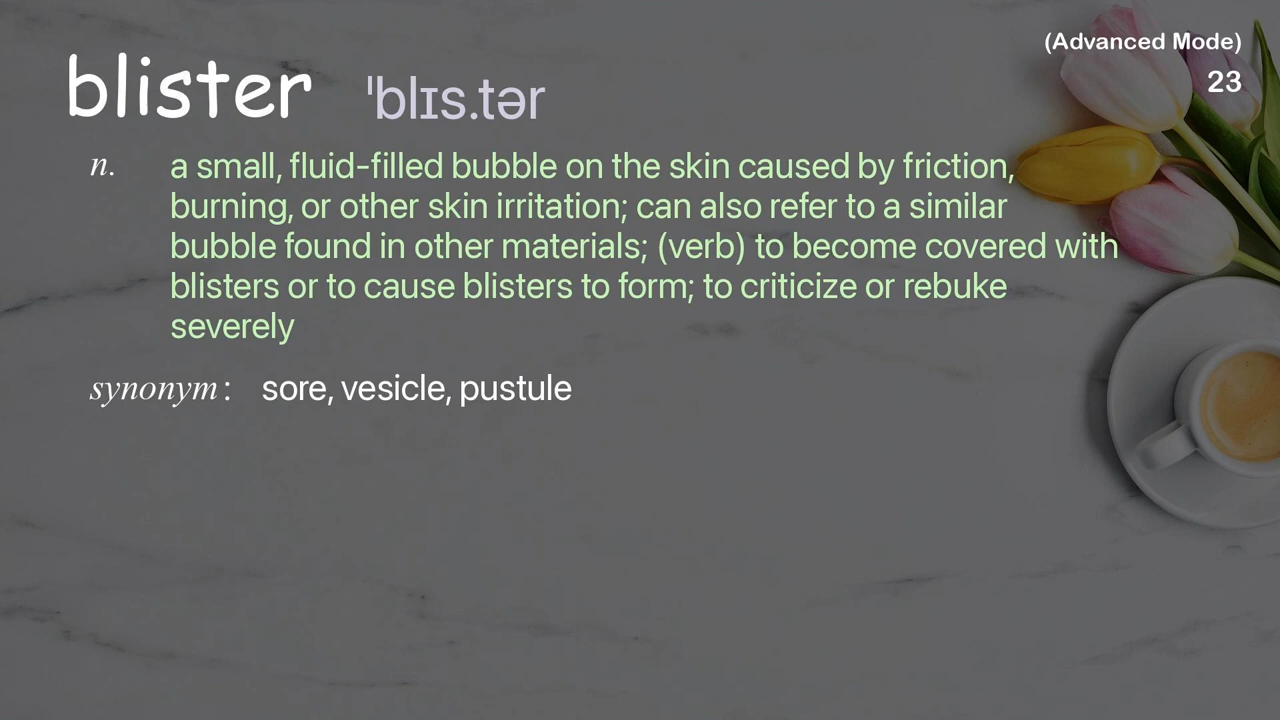 (Advanced Mode)
23
blister ˈblɪs.tər
n. a small, fluid-filled bubble on the skin caused by friction,
burning, or other skin irritation; can also refer to a similar
bubble found in other materials; (verb) to become covered with
blisters or to cause blisters to form; to criticize or rebuke
severely
synonym: sore, vesicle, pustule